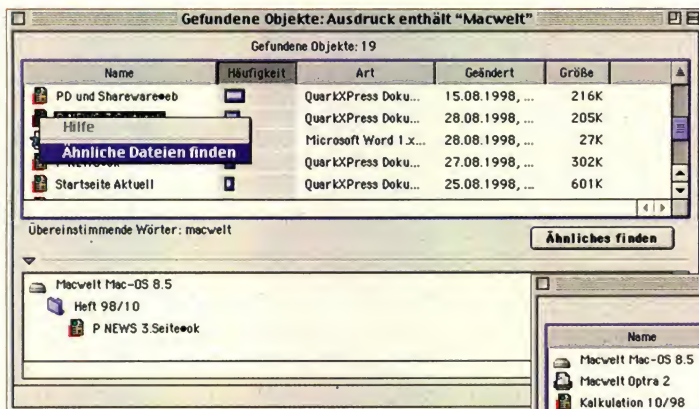 Gefundene Objekte: Ausdruck enthält “Macwelt”
Gefundene Objekte: 19
Name Häufigkeit Art Geändert Größe
PD und Shareware●eb QuarkXPress Doku... 15.08.1998, ... 216K
QuarkXPress Doku... 28.08.1998, ... 205K
Hilfe
Microsoft Word 1.x... 28.08.1998, ... 27K
Ähnliche Dateien finden
QuarkXPress Doku... 27.08.1998, ... 302K
Startseite Aktuell QuarkXPress Doku... 25.08.1998, ... 601K
Übereinstimmende Wörter: macwelt
Ähnliches finden
Macwelt Mac-OS 8.5
Heft 98/10
P NEWS 3.Seite●ok
Name
Macwelt Mac-OS 8.5
Macwelt Optra 2
Kalkulation 10/98